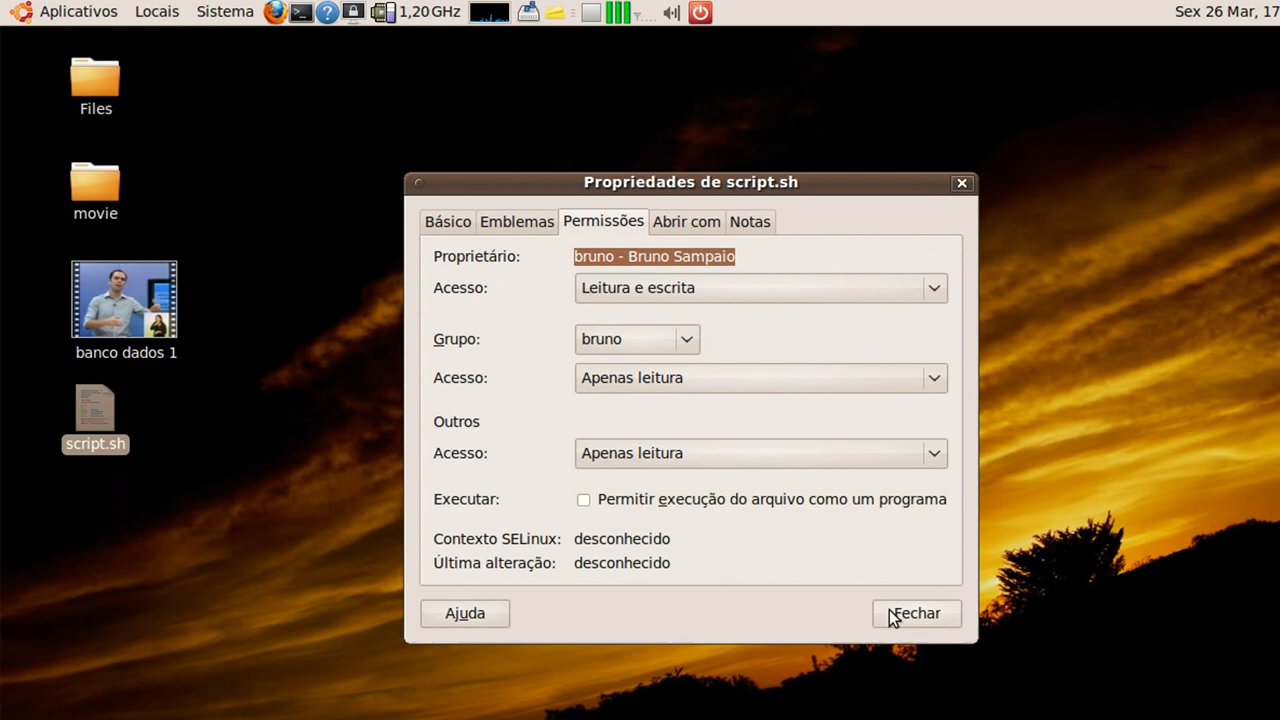 Aplicativos Locais Sistema 1,20 GHz Sex 26 Mar, 17
Files
movie
banco dados 1
script.sh
Propriedades de script.sh
Básico Emblemas Permissões Abrir com Notas
Proprietário: bruno - Bruno Sampaio
Acesso: Leitura e escrita
Grupo: bruno
Acesso: Apenas leitura
Outros
Acesso: Apenas leitura
Executar: Permitir execução do arquivo como um programa
Contexto SELinux: desconhecido
Última alteração: desconhecido
Ajuda Fechar